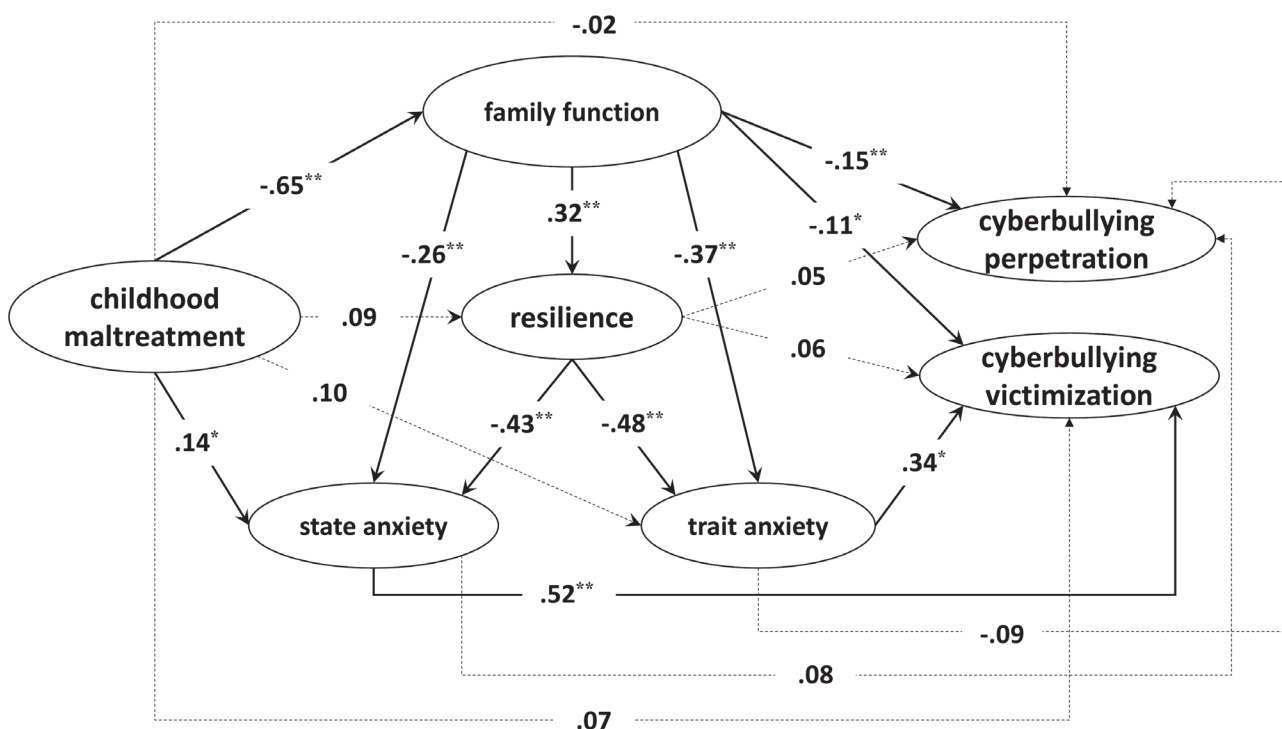 -.02
family function
-.15**
-.65**
.32**
-.11*
cyberbullying
perpetration
-.26**
-.37**
.05
childhood
maltreatment
.09
resilience
.06
cyberbullying
victimization
.10
-.43**
-.48**
.14*
.34*
state anxiety
trait anxiety
.52**
-.09
.08
.07